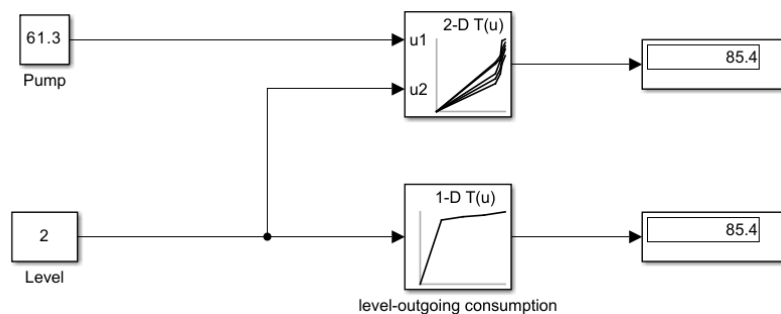 61.3
Pump
2-D T(u)
u1
u2
85.4
2
Level
1-D T(u)
level-outgoing consumption
85.4